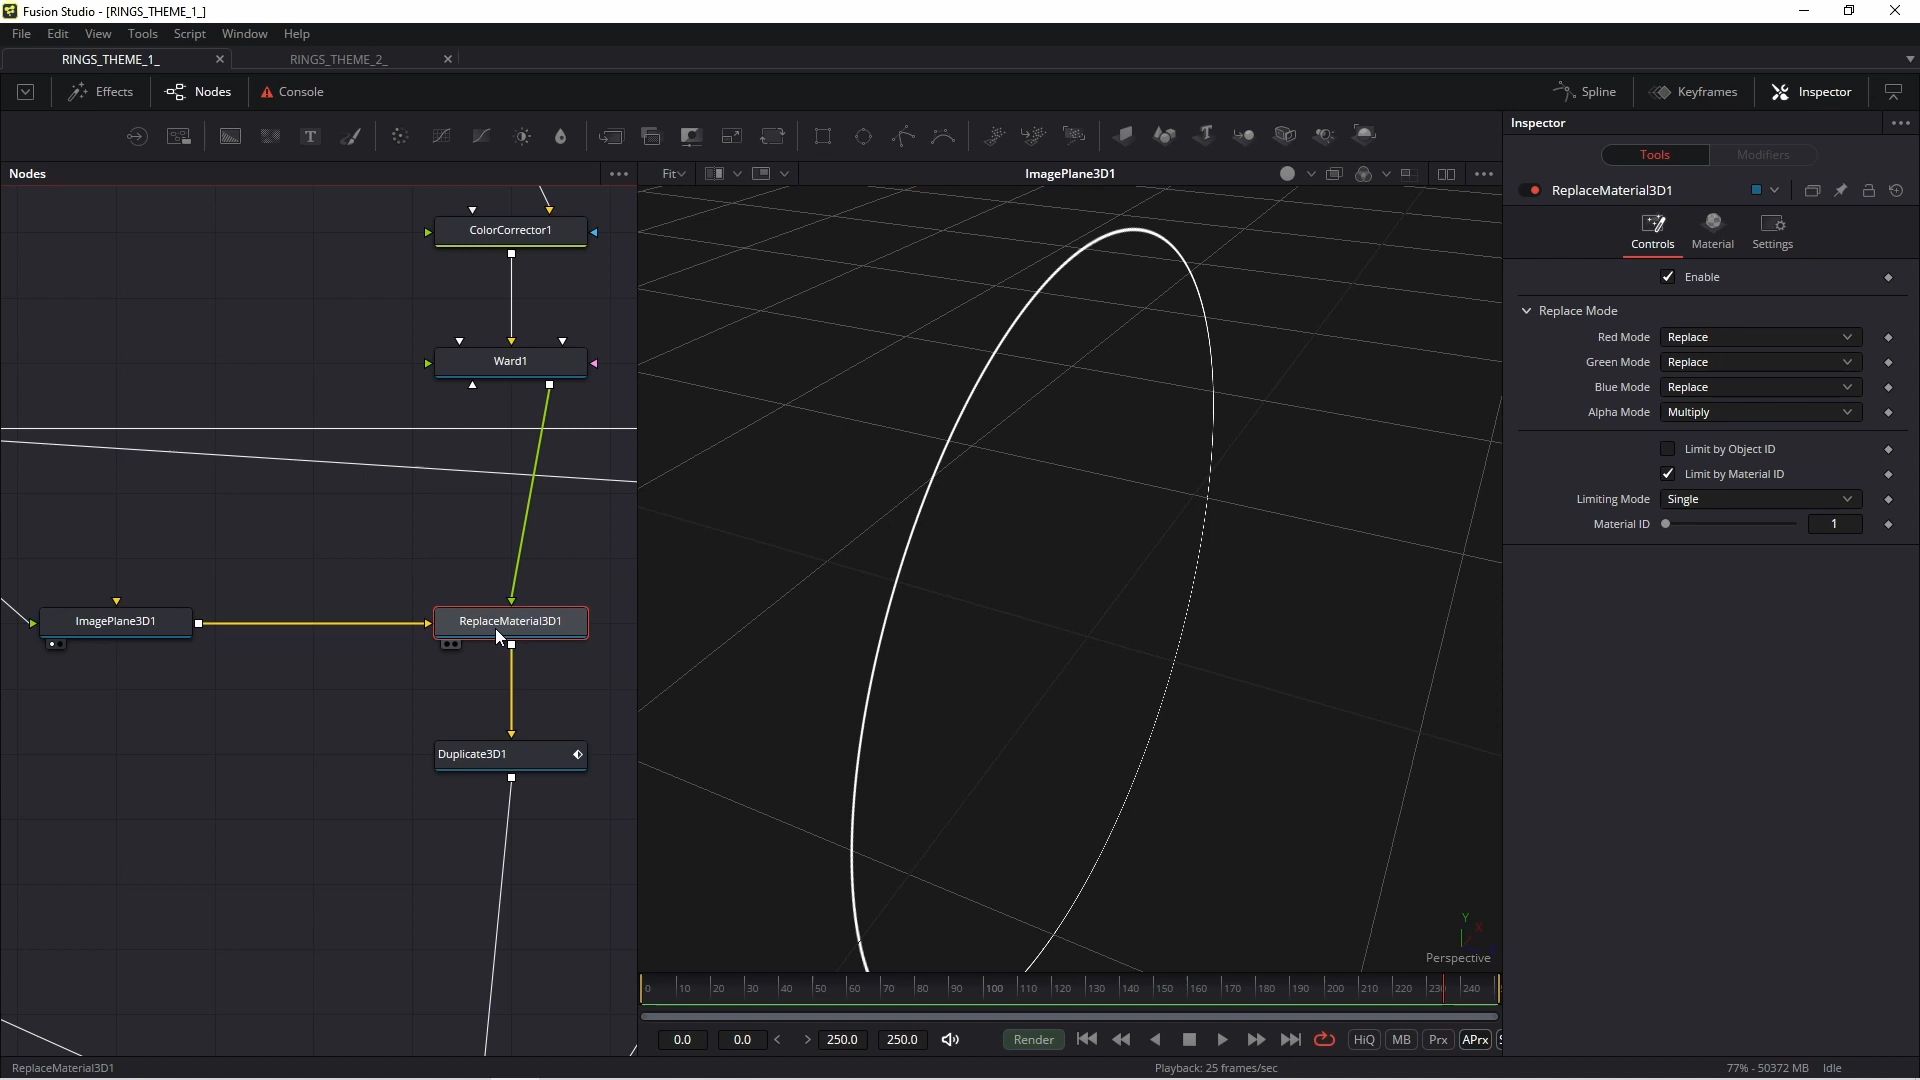 Fusion Studio - [RINGS_THEME_1_]
File Edit View Tools Script Window Help
RINGS_THEME_1_ RINGS_THEME_2_
Effects Nodes Console Spline Keyframes Inspector
Inspector
Tools Modifiers
Nodes
Fit
ImagePlane3D1
ReplaceMaterial3D1
Controls Material Settings
Enable
Replace Mode
Red Mode Replace
Green Mode Replace
Blue Mode Replace
Alpha Mode Multiply
Limit by Object ID
Limit by Material ID
Limiting Mode Single
Material ID 1
ColorCorrector1
Ward1
ImagePlane3D1
ReplaceMaterial3D1
Duplicate3D1
Y
X
Perspective
0 10 20 30 40 50 60 70 80 90 100 110 120 130 140 150 160 170 180 190 200 210 220 230 240
0.0 0.0 250.0 250.0 Render HiQ MB Prx APrx
ReplaceMaterial3D1 Playback: 25 frames/sec 77% - 50372 MB Idle